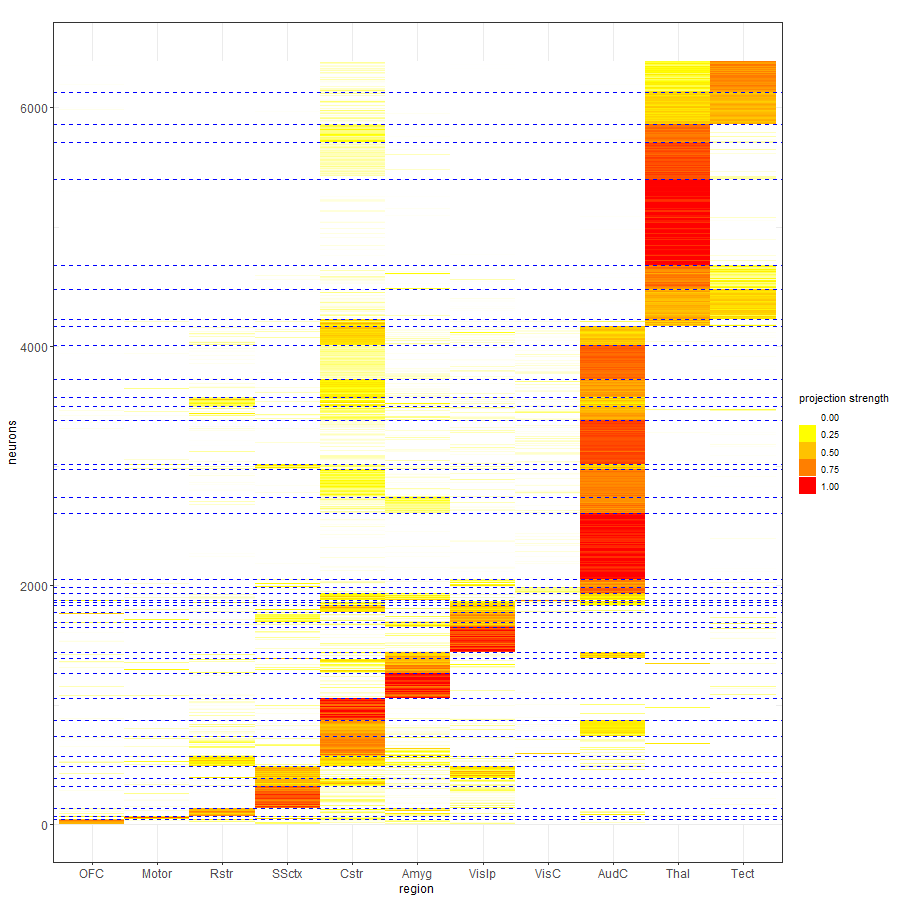 6000
4000
2000
0
neurons
OFC Motor Rstr SSctx Cstr Amyg VisIp VisC AudC Thal Tect
region
projection strength
0.00
0.25
0.50
0.75
1.00